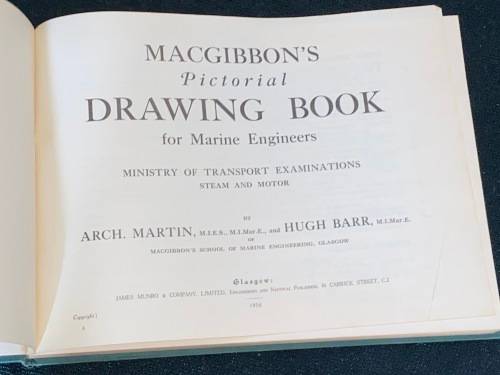 MACGIBBON'S
Pictorial
DRAWING BOOK
for Marine Engineers
MINISTRY OF TRANSPORT EXAMINATIONS
STEAM AND MOTOR
BY
ARCH. MARTIN, M.I.E.S., M.I.Mar.E., and HUGH BARR, M.I.Mar.E.
OF
MACGIBBON'S SCHOOL OF MARINE ENGINEERING, GLASGOW
Glasgow:
JAMES MUNRO & COMPANY, LIMITED, ENGINEERING AND NAUTICAL PUBLISHERS, CARRICK STREET, C.2
Copyright]